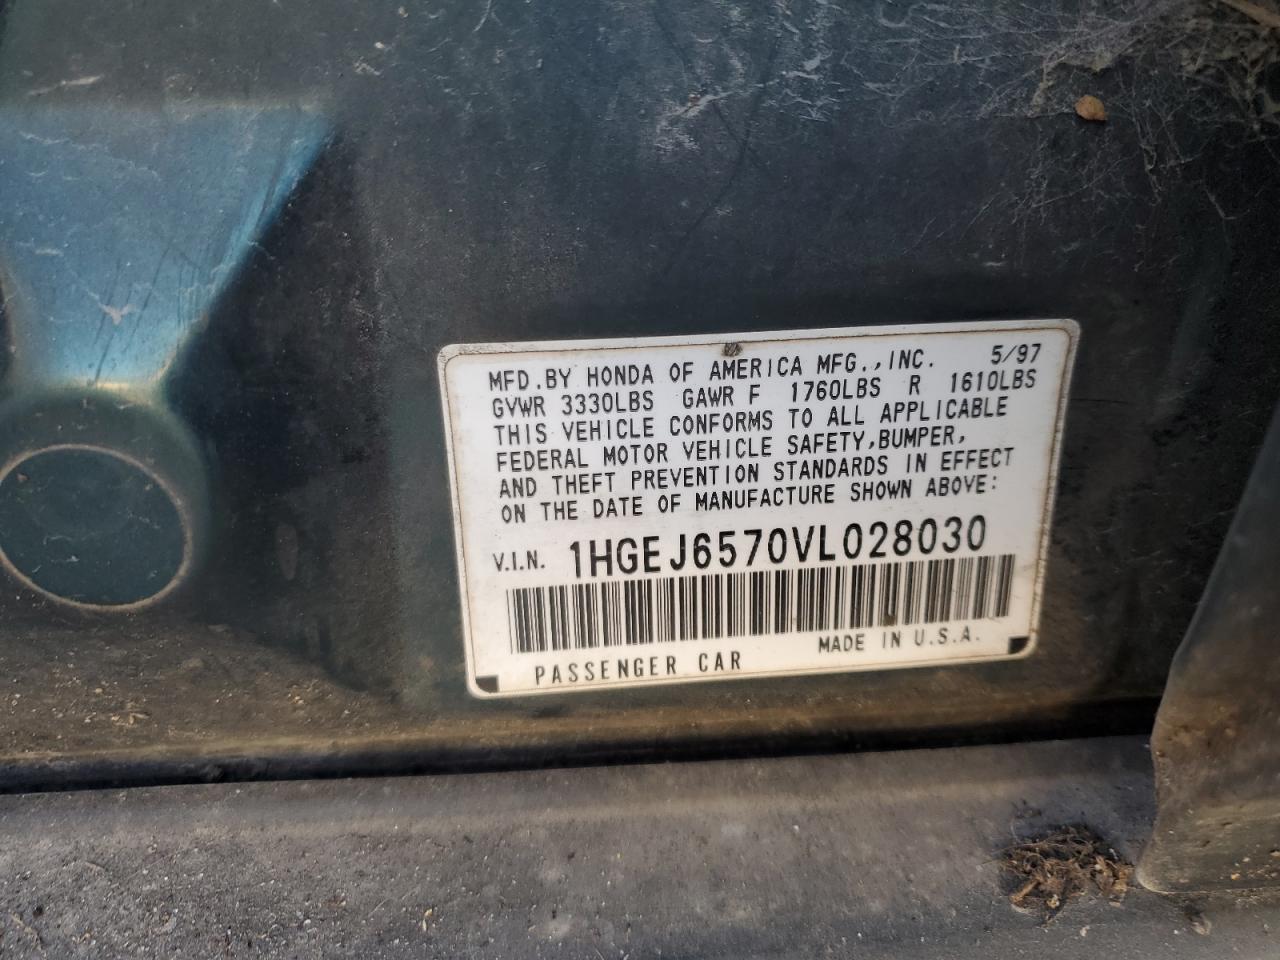 MFD.BY HONDA OF AMERICA MFG.,INC. 5/97
GVWR 3330LBS GAWR F 1760LBS R 1610LBS
THIS VEHICLE CONFORMS TO ALL APPLICABLE
FEDERAL MOTOR VEHICLE SAFETY,BUMPER,
AND THEFT PREVENTION STANDARDS IN EFFECT
ON THE DATE OF MANUFACTURE SHOWN ABOVE:
V.I.N. 1HGEJ6570VL028030
PASSENGER CAR MADE IN U.S.A.